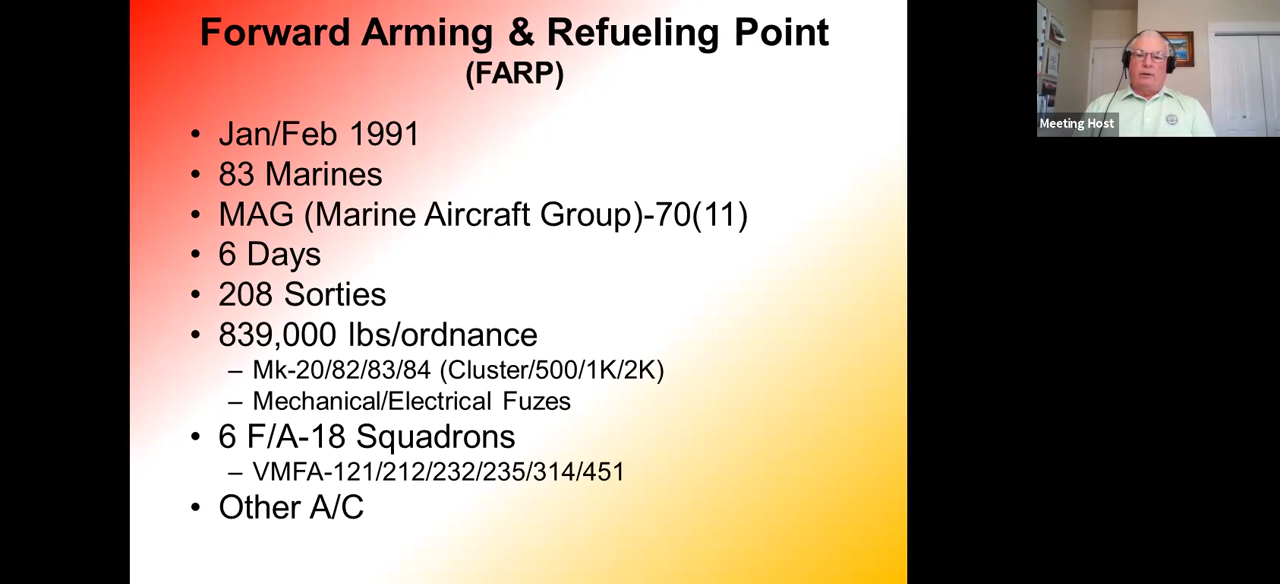 Forward Arming & Refueling Point
(FARP)
• Jan/Feb 1991
• 83 Marines
• MAG (Marine Aircraft Group)-70(11)
• 6 Days
• 208 Sorties
• 839,000 lbs/ordnance
– Mk-20/82/83/84 (Cluster/500/1K/2K)
– Mechanical/Electrical Fuzes
• 6 F/A-18 Squadrons
– VMFA-121/212/232/235/314/451
• Other A/C
Meeting Host